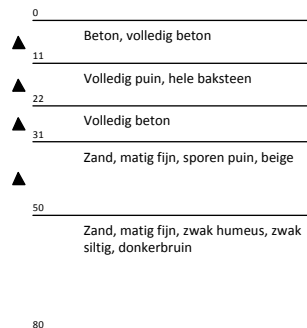 0
Beton, volledig beton
11
Volledig puin, hele baksteen
22
Volledig beton
31
Zand, matig fijn, sporen puin, beige
50
Zand, matig fijn, zwak humeus, zwak
siltig, donkerbruin
80